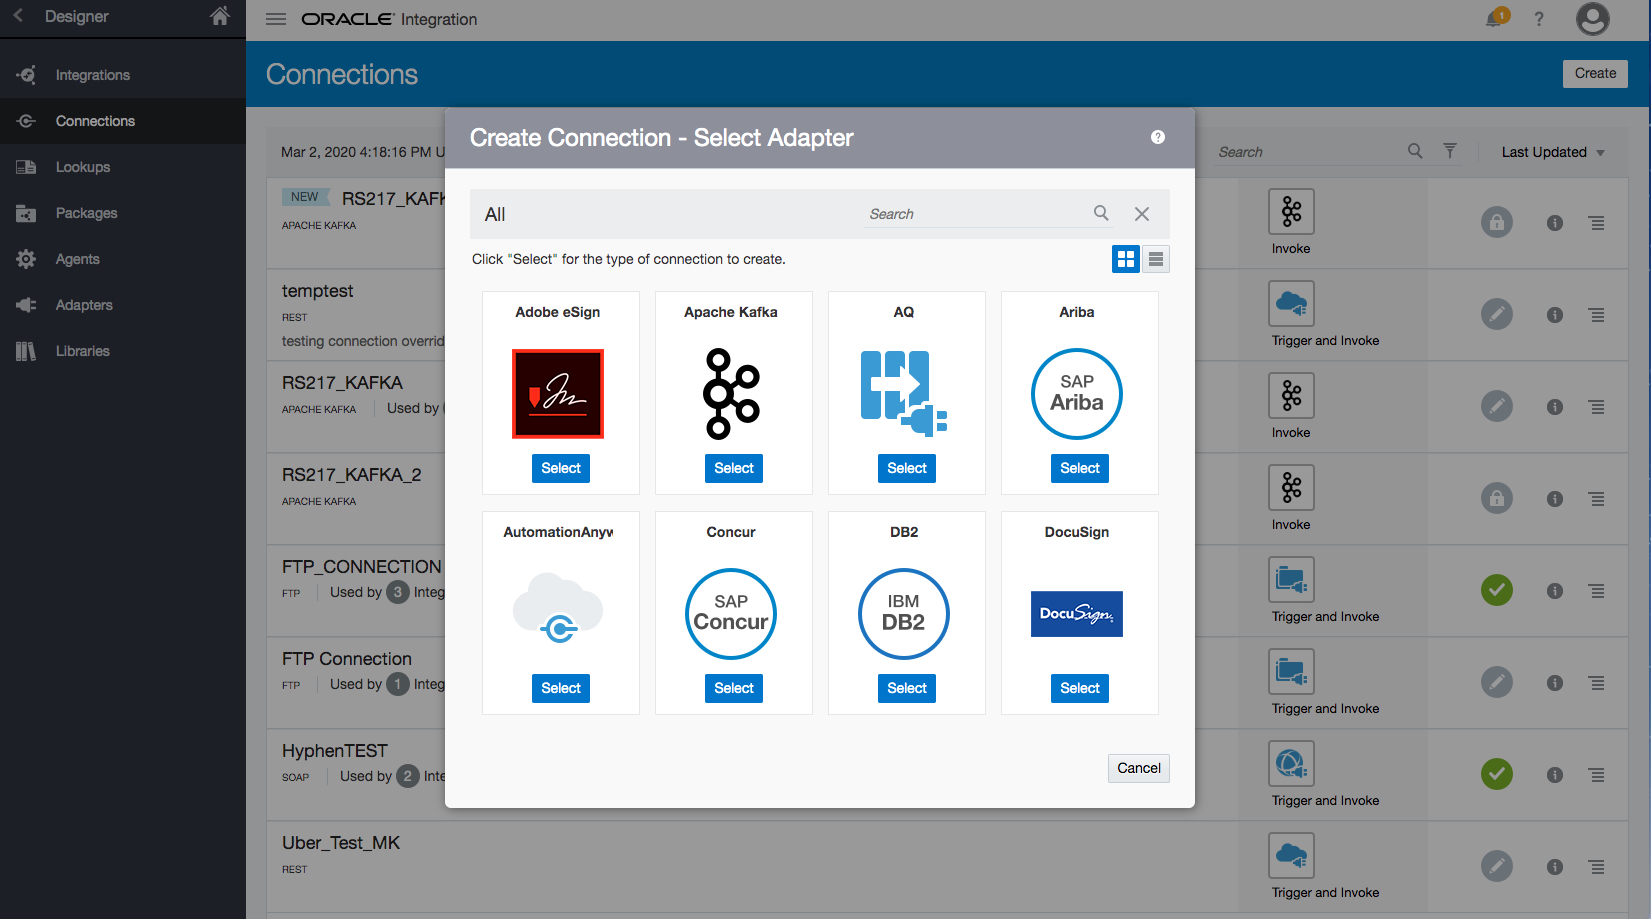 Designer
ORACLE Integration
1
?
Integrations
Connections
Lookups
Packages
Agents
Adapters
Libraries
Connections
Create
Mar 2, 2020 4:18:16 PM U
Search
Last Updated
NEW RS217_KAFK
APACHE KAFKA
Invoke
temptest
REST
testing connection overrid
Trigger and Invoke
RS217_KAFKA
APACHE KAFKA Used by
Invoke
RS217_KAFKA_2
APACHE KAFKA
Invoke
FTP_CONNECTION
FTP Used by 3 Integ
Trigger and Invoke
FTP Connection
FTP Used by 1 Integ
Trigger and Invoke
HyphenTEST
SOAP Used by 2 Inte
Trigger and Invoke
Uber_Test_MK
REST
Trigger and Invoke
Create Connection - Select Adapter
?
All
Search
Click "Select" for the type of connection to create.
Adobe eSign
Select
Apache Kafka
Select
AQ
Select
Ariba
SAP
Ariba
Select
AutomationAnyw
Select
Concur
SAP
Concur
Select
DB2
IBM
DB2
Select
DocuSign
DocuSign
Select
Cancel